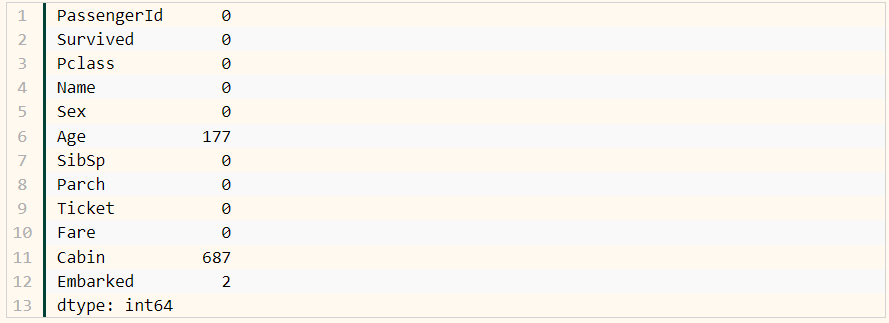 1 PassengerId 0
2 Survived 0
3 Pclass 0
4 Name 0
5 Sex 0
6 Age 177
7 SibSp 0
8 Parch 0
9 Ticket 0
10 Fare 0
11 Cabin 687
12 Embarked 2
13 dtype: int64